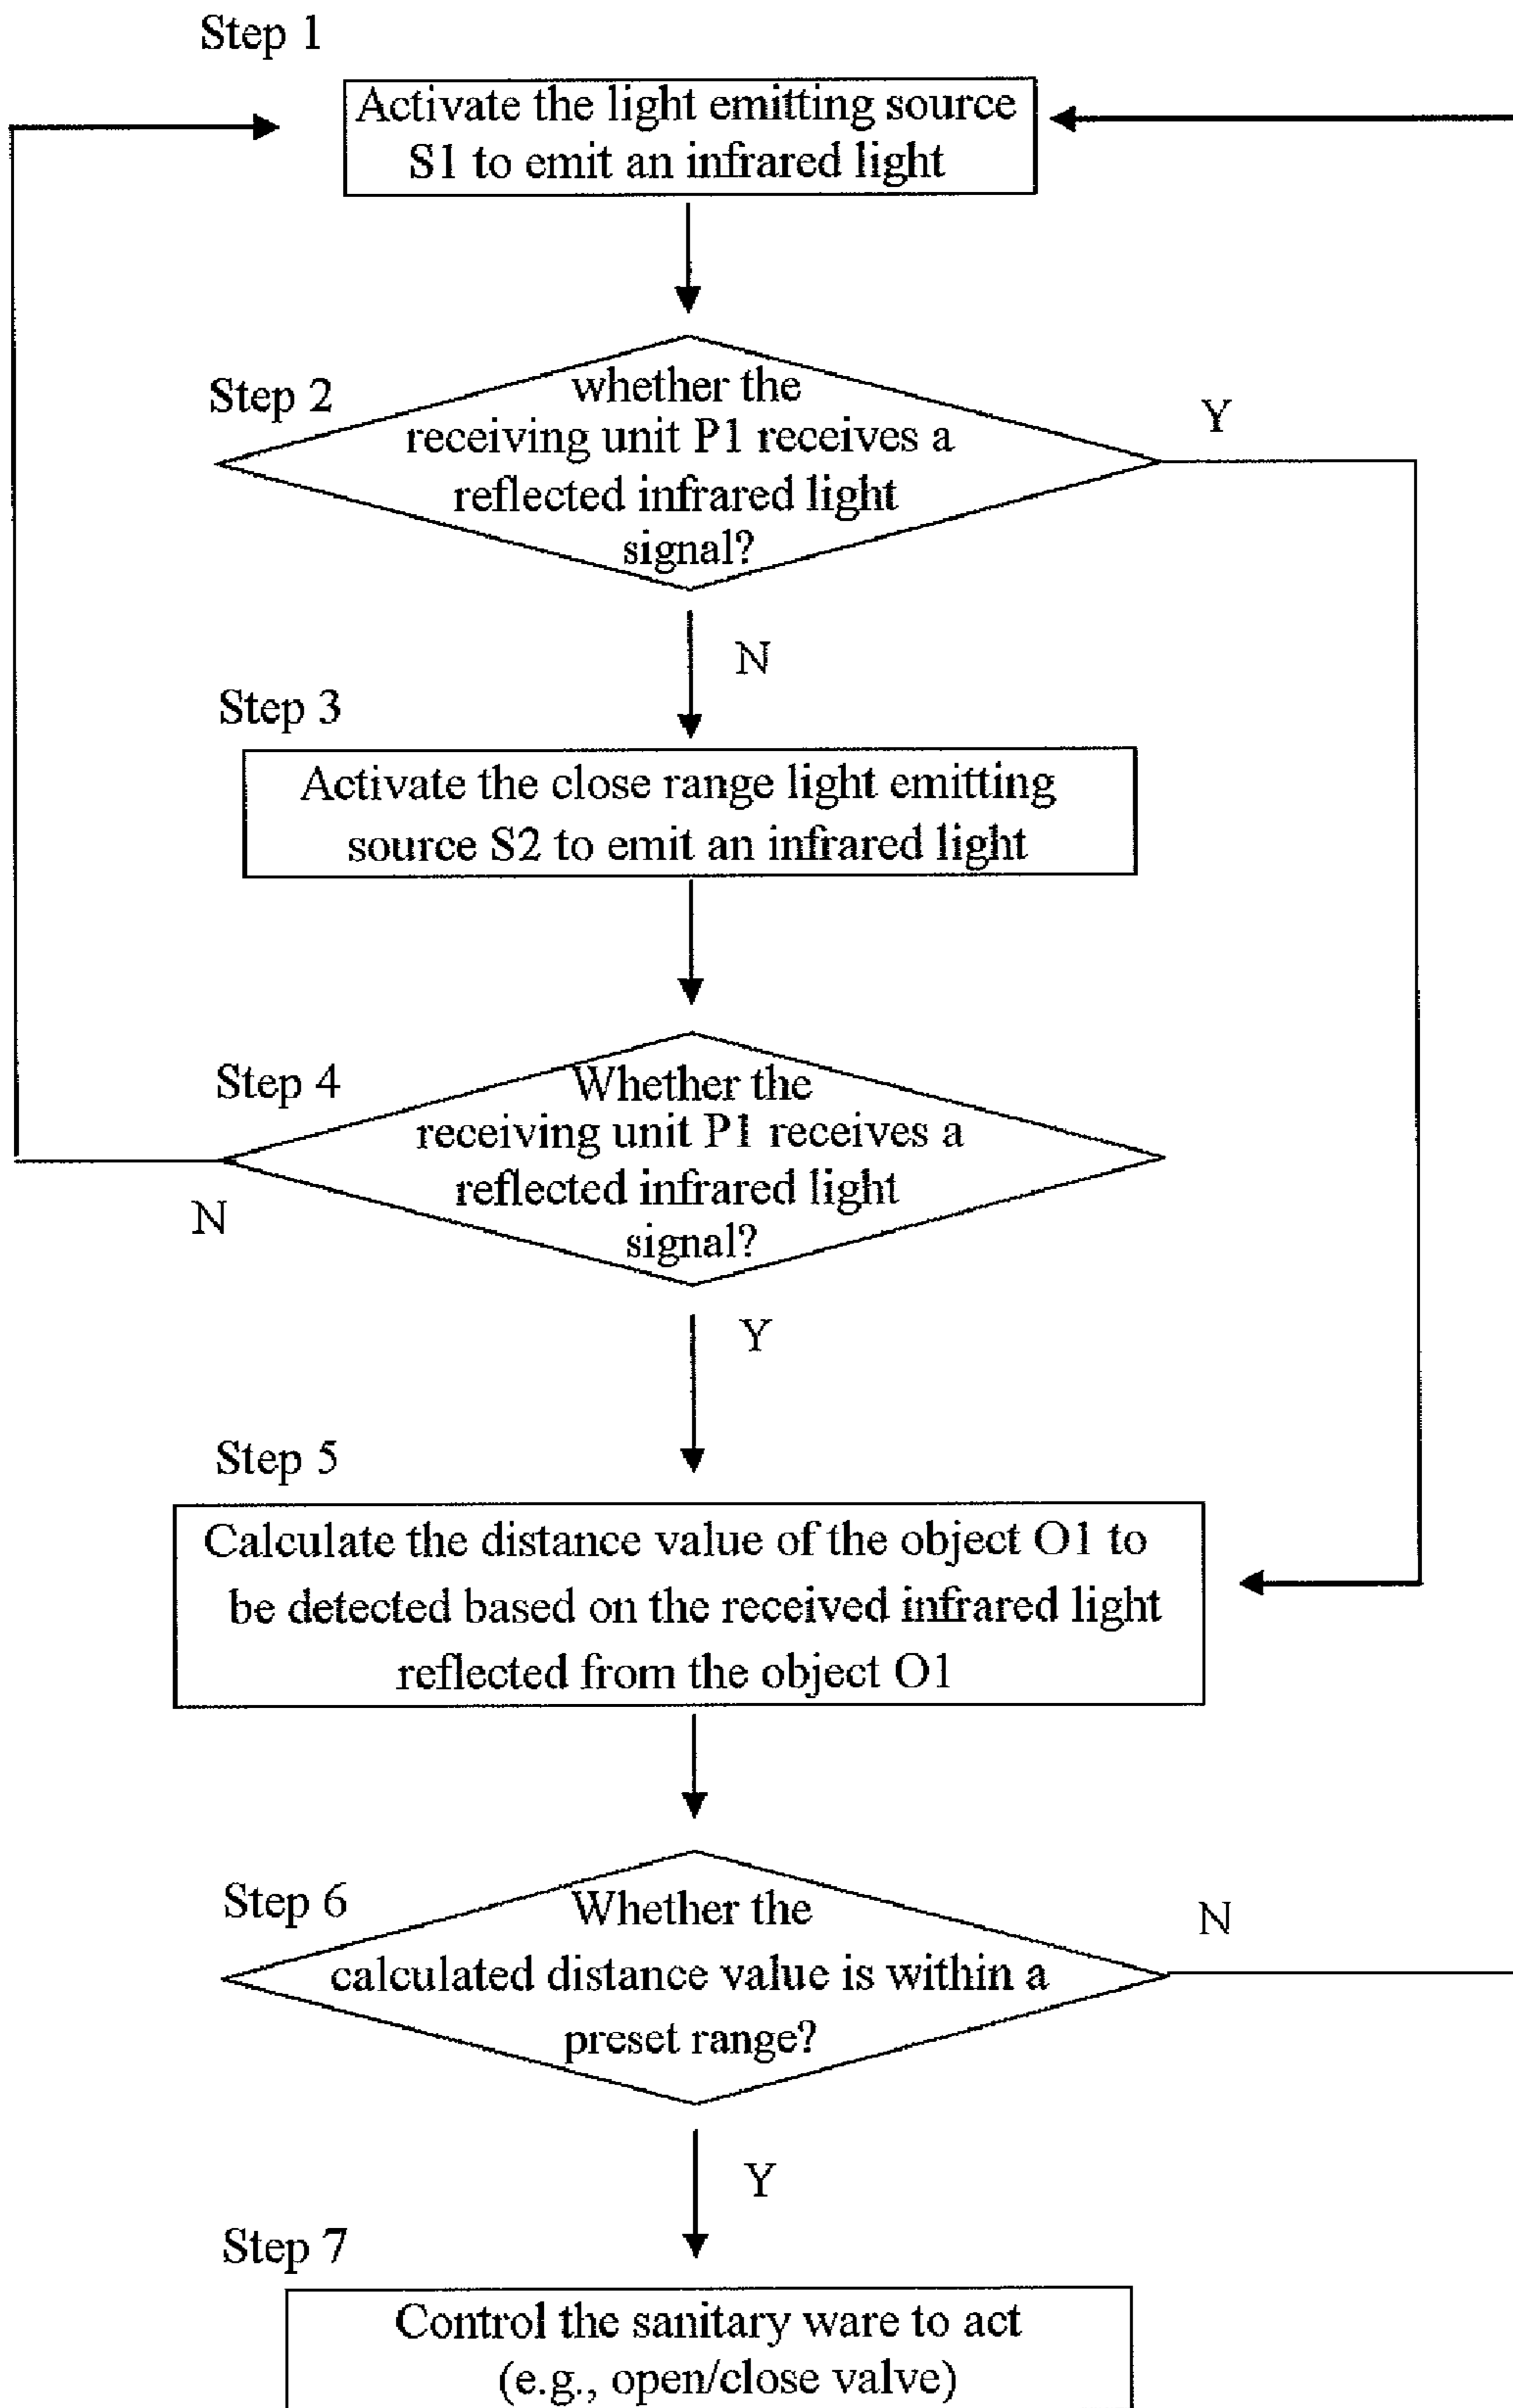 Step 1
Activate the light emitting source
S1 to emit an infrared light
Step 2
whether the
receiving unit P1 receives a
reflected infrared light
signal?
Y
N
Step 3
Activate the close range light emitting
source S2 to emit an infrared light
Step 4
Whether the
receiving unit P1 receives a
reflected infrared light
signal?
N
Y
Step 5
Calculate the distance value of the object O1 to
be detected based on the received infrared light
reflected from the object O1
Step 6
Whether the
calculated distance value is within a
preset range?
N
Y
Step 7
Control the sanitary ware to act
(e.g., open/close valve)